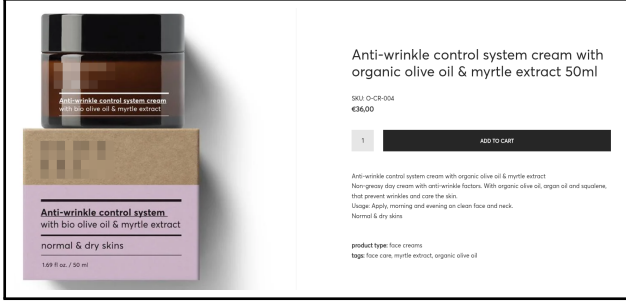 Anti-wrinkle control system cream
with bio olive oil & myrtle extract
Anti-wrinkle control system
with bio olive oil & myrtle extract
normal & dry skins
1.69 fl oz. / 50 ml
Anti-wrinkle control system cream with
organic olive oil & myrtle extract 50ml
SKU: O-CR-004
€36,00
1
ADD TO CART
Anti-wrinkle control system cream with organic olive oil & myrtle extract
Non-greasy day cream with anti-wrinkle factors. With organic olive oil, argan oil and squalene,
that prevent wrinkles and care the skin.
Usage: Apply, morning and evening on clean face and neck.
Normal & dry skins
product type: face creams
tags: face care, myrtle extract, organic olive oil